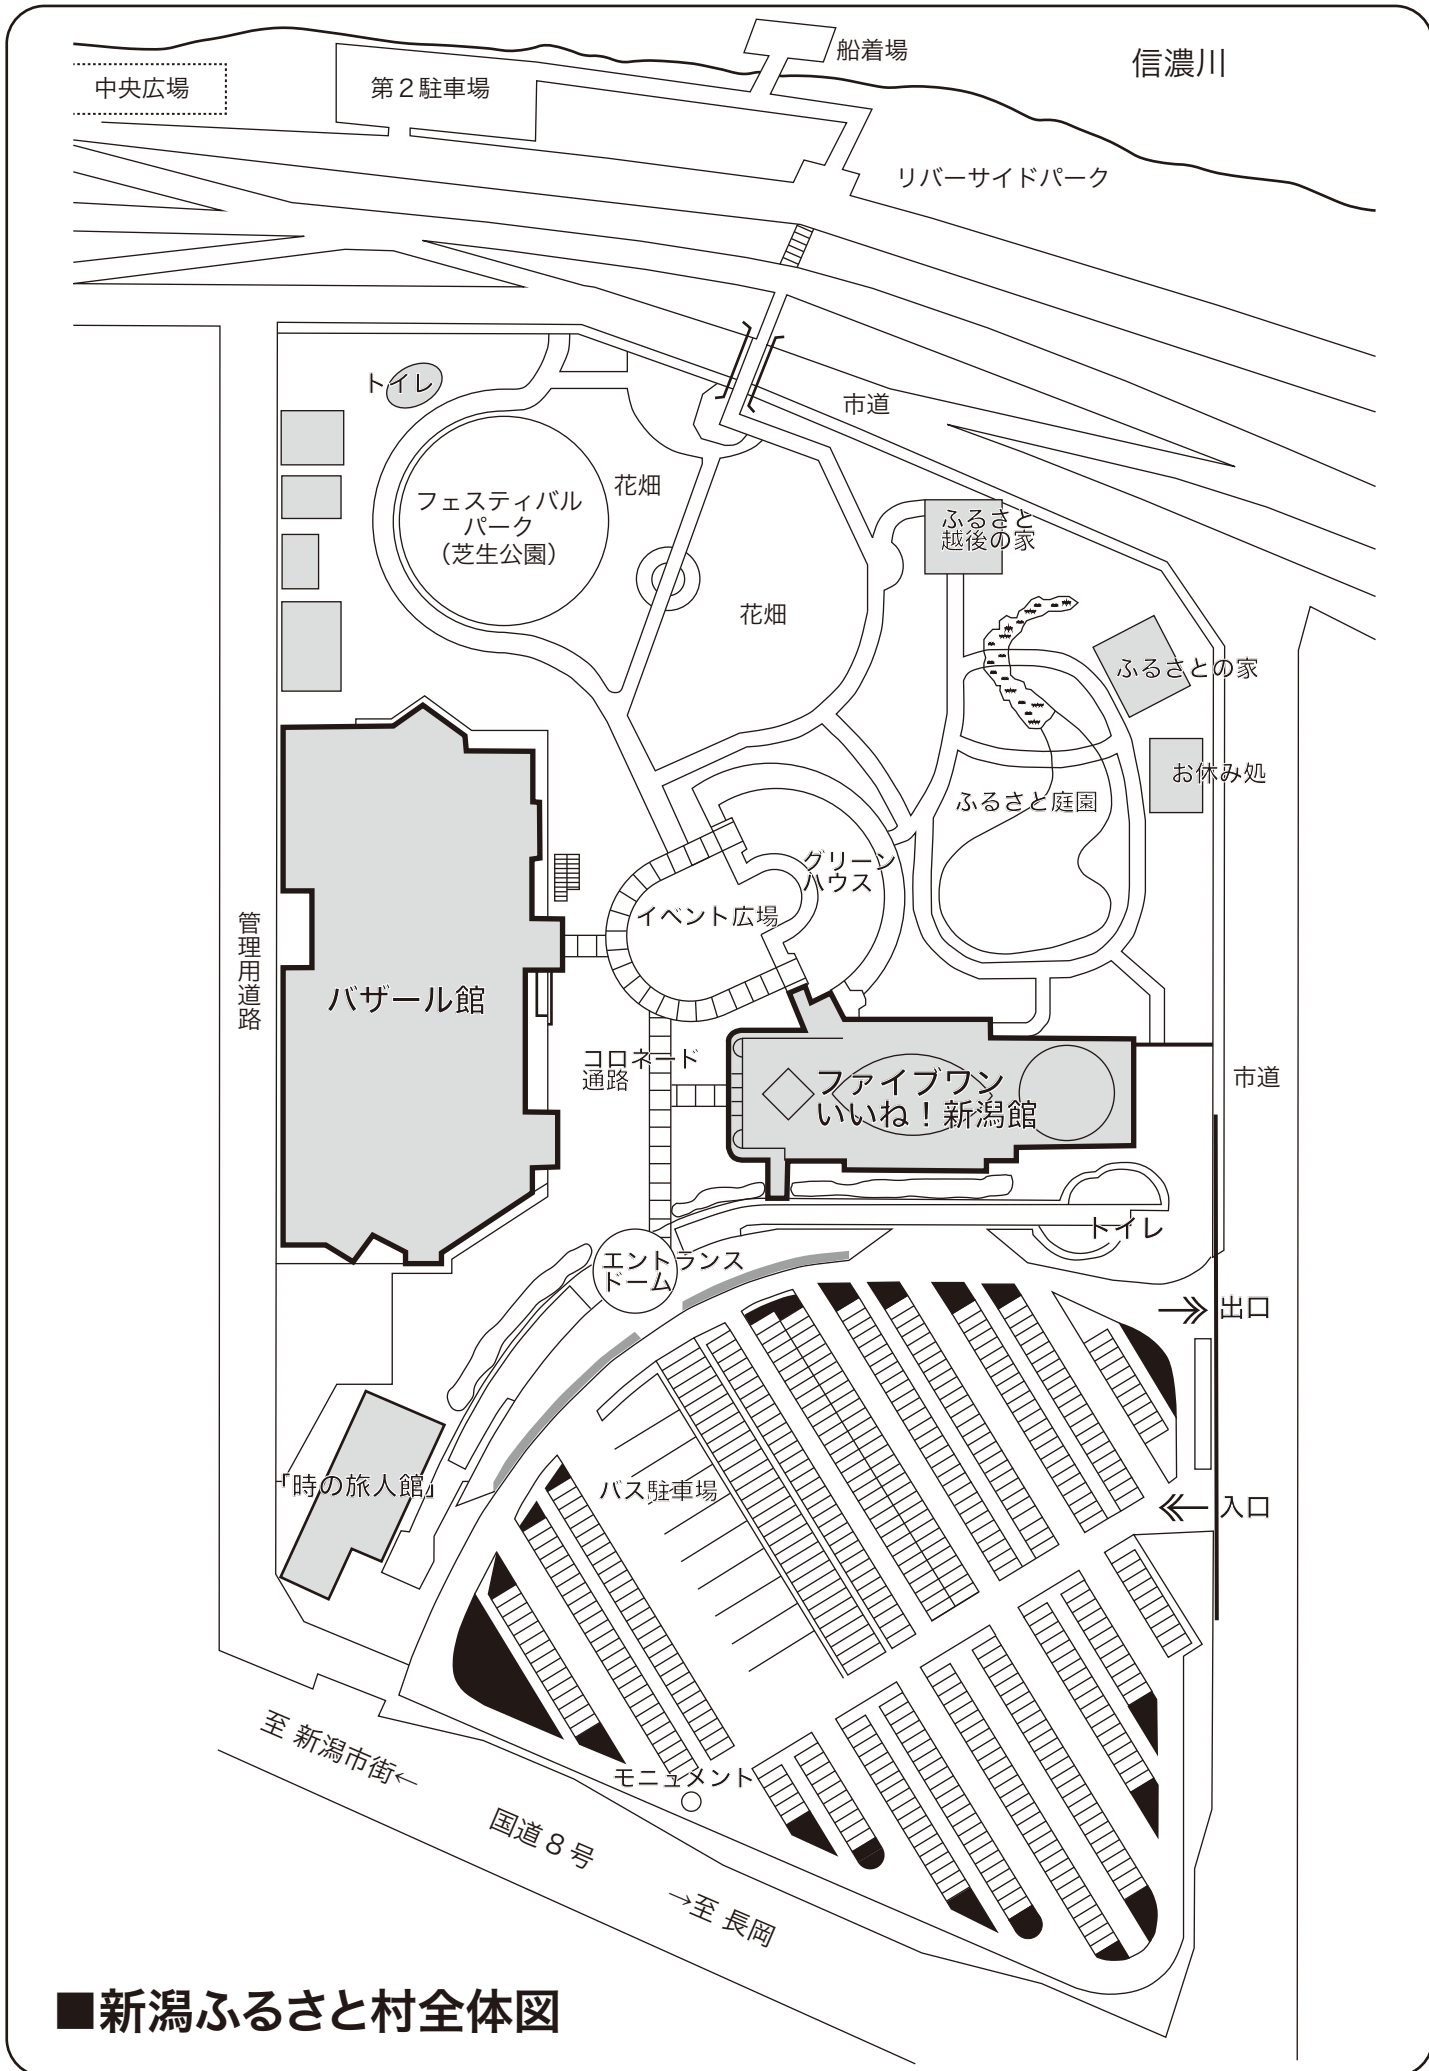 船着場
信濃川
中央広場
第２駐車場
リバーサイドパーク
トイレ
市道
フェスティバル
パーク
（芝生公園）
花畑
ふるさと
越後の家
花畑
ふるさとの家
お休み処
ふるさと庭園
グリーン
ハウス
イベント広場
管理用道路
バザール館
コロネード
通路
ファイブワン
いいね！新潟館
市道
トイレ
エントランス
ドーム
出口
「時の旅人館」
バス駐車場
入口
至 新潟市街←
モニュメント
国道８号
→至 長岡
■新潟ふるさと村全体図